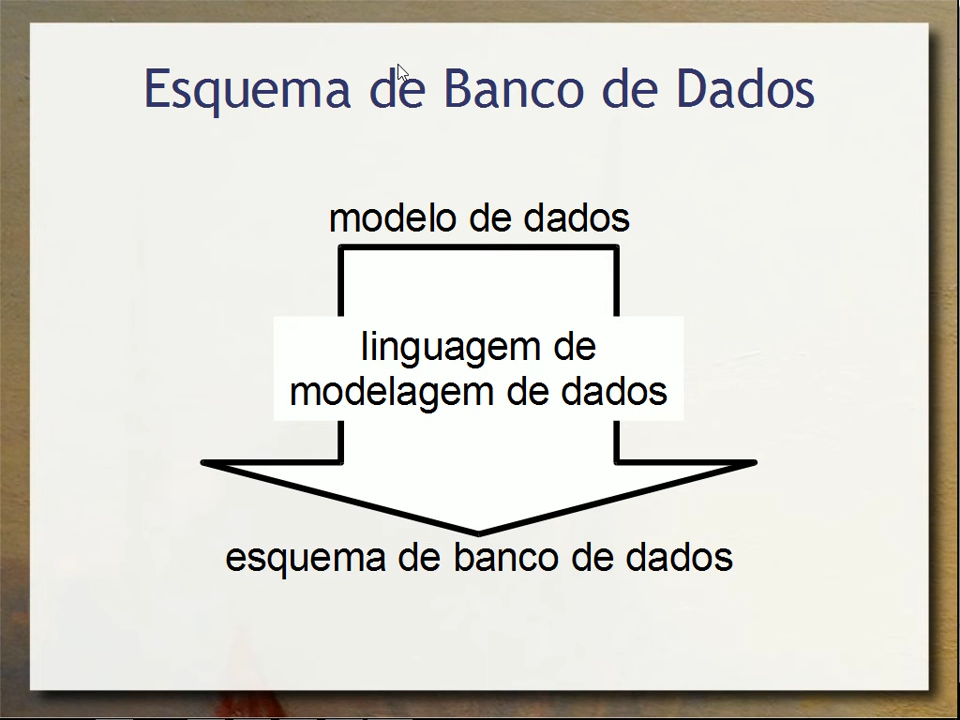 Esquema de Banco de Dados
modelo de dados
linguagem de
modelagem de dados
esquema de banco de dados